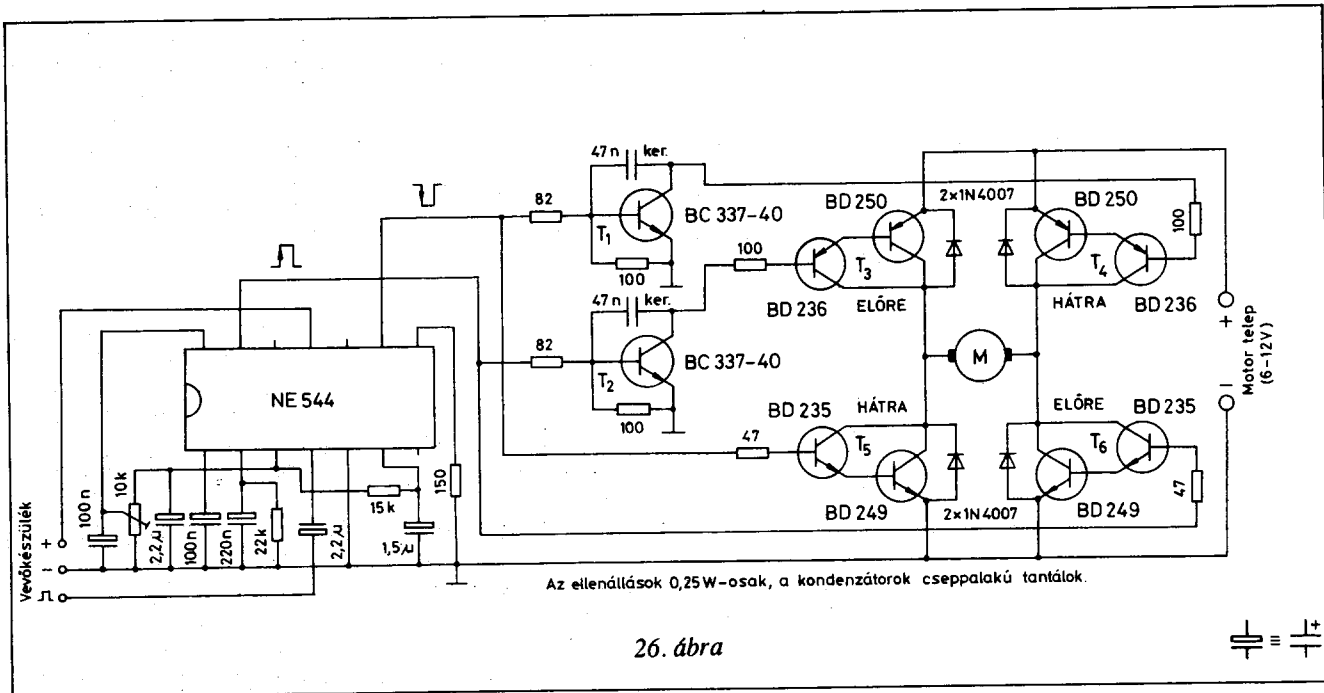 47 n
ker.
82
BC 337-40
T1
100
BD 250
2×1N4007
BD 250
100
T3
T4
100
BD 236
ELŐRE
HÁTRA
BD 236
47 n
ker.
82
BC 337-40
T2
100
M
+
−
Motor telep
(6-12V)
NE 544
BD 235
HÁTRA
ELŐRE
BD 235
47
T5
T6
47
BD 249
2×1N4007
BD 249
Vevőkészülék
+
−
100n
10k
2,2µ
100n
220n
22k
2,2µ
15k
1,5µ
150
Az ellenállások 0,25W-osak, a kondenzátorok cseppalakú tantálok.
26. ábra
≡ +